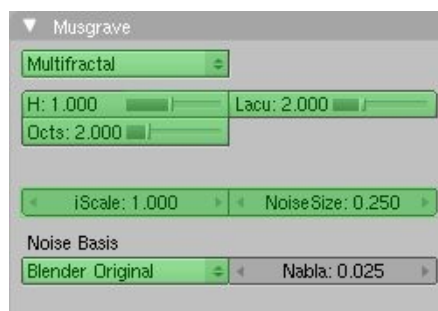 Musgrave
Multifractal
H: 1.000 Lacu: 2.000
Octs: 2.000
iScale: 1.000 NoiseSize: 0.250
Noise Basis
Blender Original Nabla: 0.025